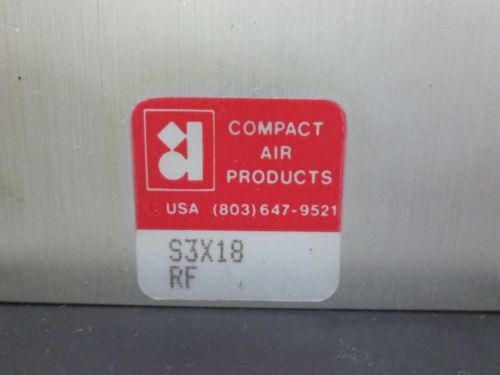 COMPACT
AIR
PRODUCTS
USA (803) 647-9521
S3X18
RF